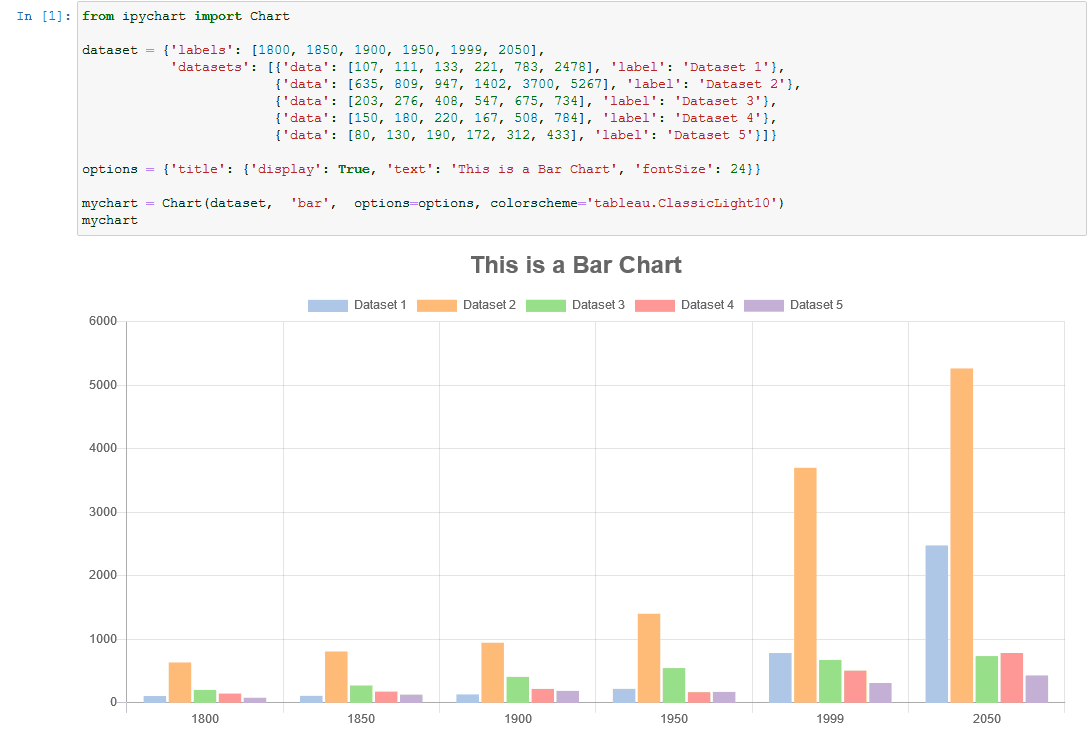 In [1]: from ipychart import Chart
dataset = {'labels': [1800, 1850, 1900, 1950, 1999, 2050],
'datasets': [{'data': [107, 111, 133, 221, 783, 2478], 'label': 'Dataset 1'},
{'data': [635, 809, 947, 1402, 3700, 5267], 'label': 'Dataset 2'},
{'data': [203, 276, 408, 547, 675, 734], 'label': 'Dataset 3'},
{'data': [150, 180, 220, 167, 508, 784], 'label': 'Dataset 4'},
{'data': [80, 130, 190, 172, 312, 433], 'label': 'Dataset 5'}]}
options = {'title': {'display': True, 'text': 'This is a Bar Chart', 'fontSize': 24}}
mychart = Chart(dataset,  'bar',  options=options, colorscheme='tableau.ClassicLight10')
mychart
This is a Bar Chart
Dataset 1 Dataset 2 Dataset 3 Dataset 4 Dataset 5
6000
5000
4000
3000
2000
1000
0
1800 1850 1900 1950 1999 2050